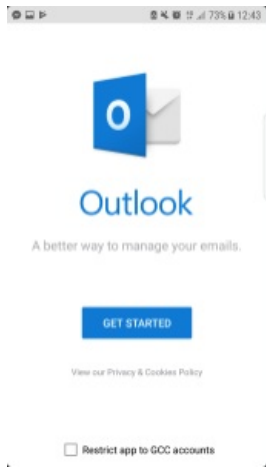 73% 12:43
O
Outlook
A better way to manage your emails.
GET STARTED
View our Privacy & Cookies Policy
Restrict app to GCC accounts